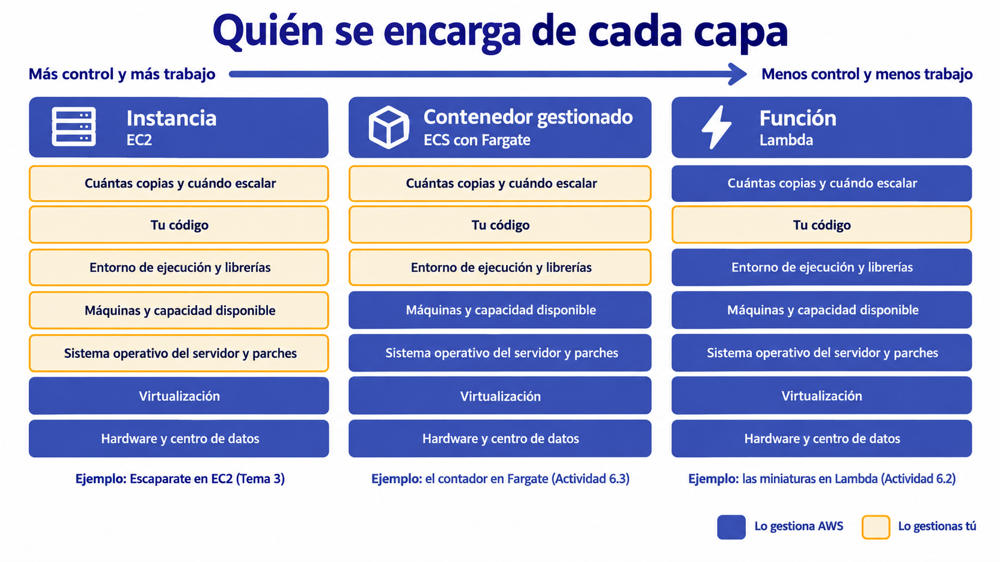 Quién se encarga de cada capa
Más control y más trabajo
Menos control y menos trabajo
Instancia
EC2
Cuántas copias y cuándo escalar
Tu código
Entorno de ejecución y librerías
Máquinas y capacidad disponible
Sistema operativo del servidor y parches
Virtualización
Hardware y centro de datos
Ejemplo: Escaparate en EC2 (Tema 3)
Contenedor gestionado
ECS con Fargate
Cuántas copias y cuándo escalar
Tu código
Entorno de ejecución y librerías
Máquinas y capacidad disponible
Sistema operativo del servidor y parches
Virtualización
Hardware y centro de datos
Ejemplo: el contador en Fargate (Actividad 6.3)
Función
Lambda
Cuántas copias y cuándo escalar
Tu código
Entorno de ejecución y librerías
Máquinas y capacidad disponible
Sistema operativo del servidor y parches
Virtualización
Hardware y centro de datos
Ejemplo: las miniaturas en Lambda (Actividad 6.2)
Lo gestiona AWS
Lo gestionas tú